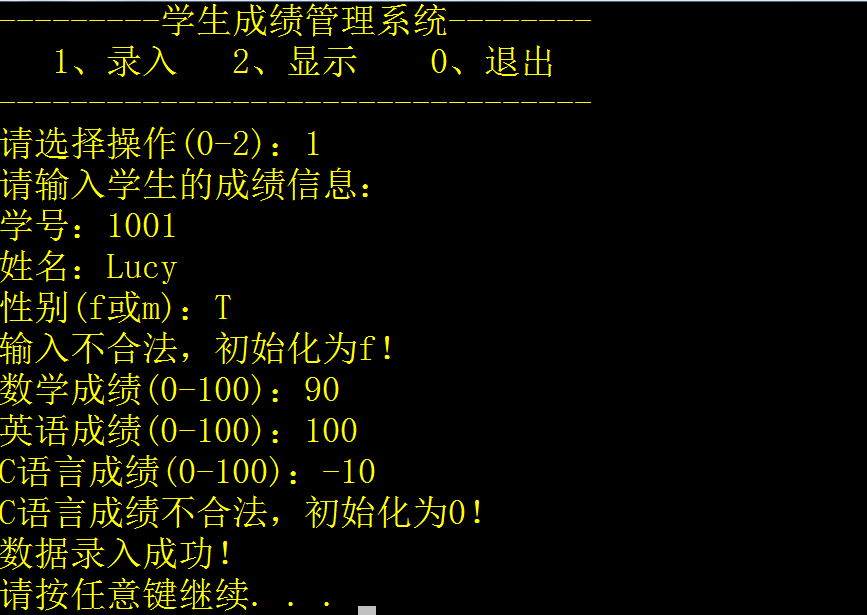 ---------学生成绩管理系统--------
1、录入 2、显示 0、退出
---------------------------------
请选择操作(0-2): 1
请输入学生的成绩信息:
学号: 1001
姓名: Lucy
性别(f或m): T
输入不合法，初始化为f!
数学成绩(0-100): 90
英语成绩(0-100): 100
C语言成绩(0-100): -10
C语言成绩不合法，初始化为0!
数据录入成功!
请按任意键继续. . .